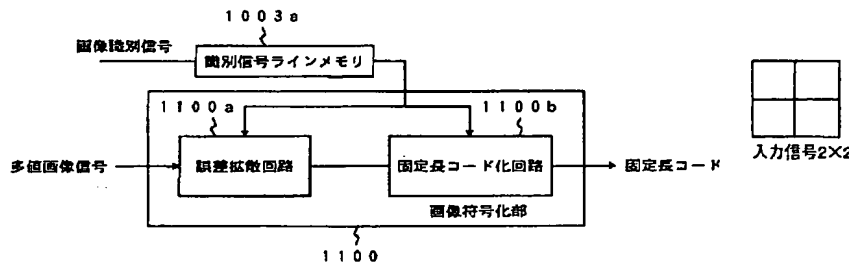 1003a
画像識別信号
識別信号ラインメモリ
1100a
1100b
多値画像信号
誤差拡散回路
固定長コード化回路
固定長コード
画像符号化部
1100
入力信号2×2